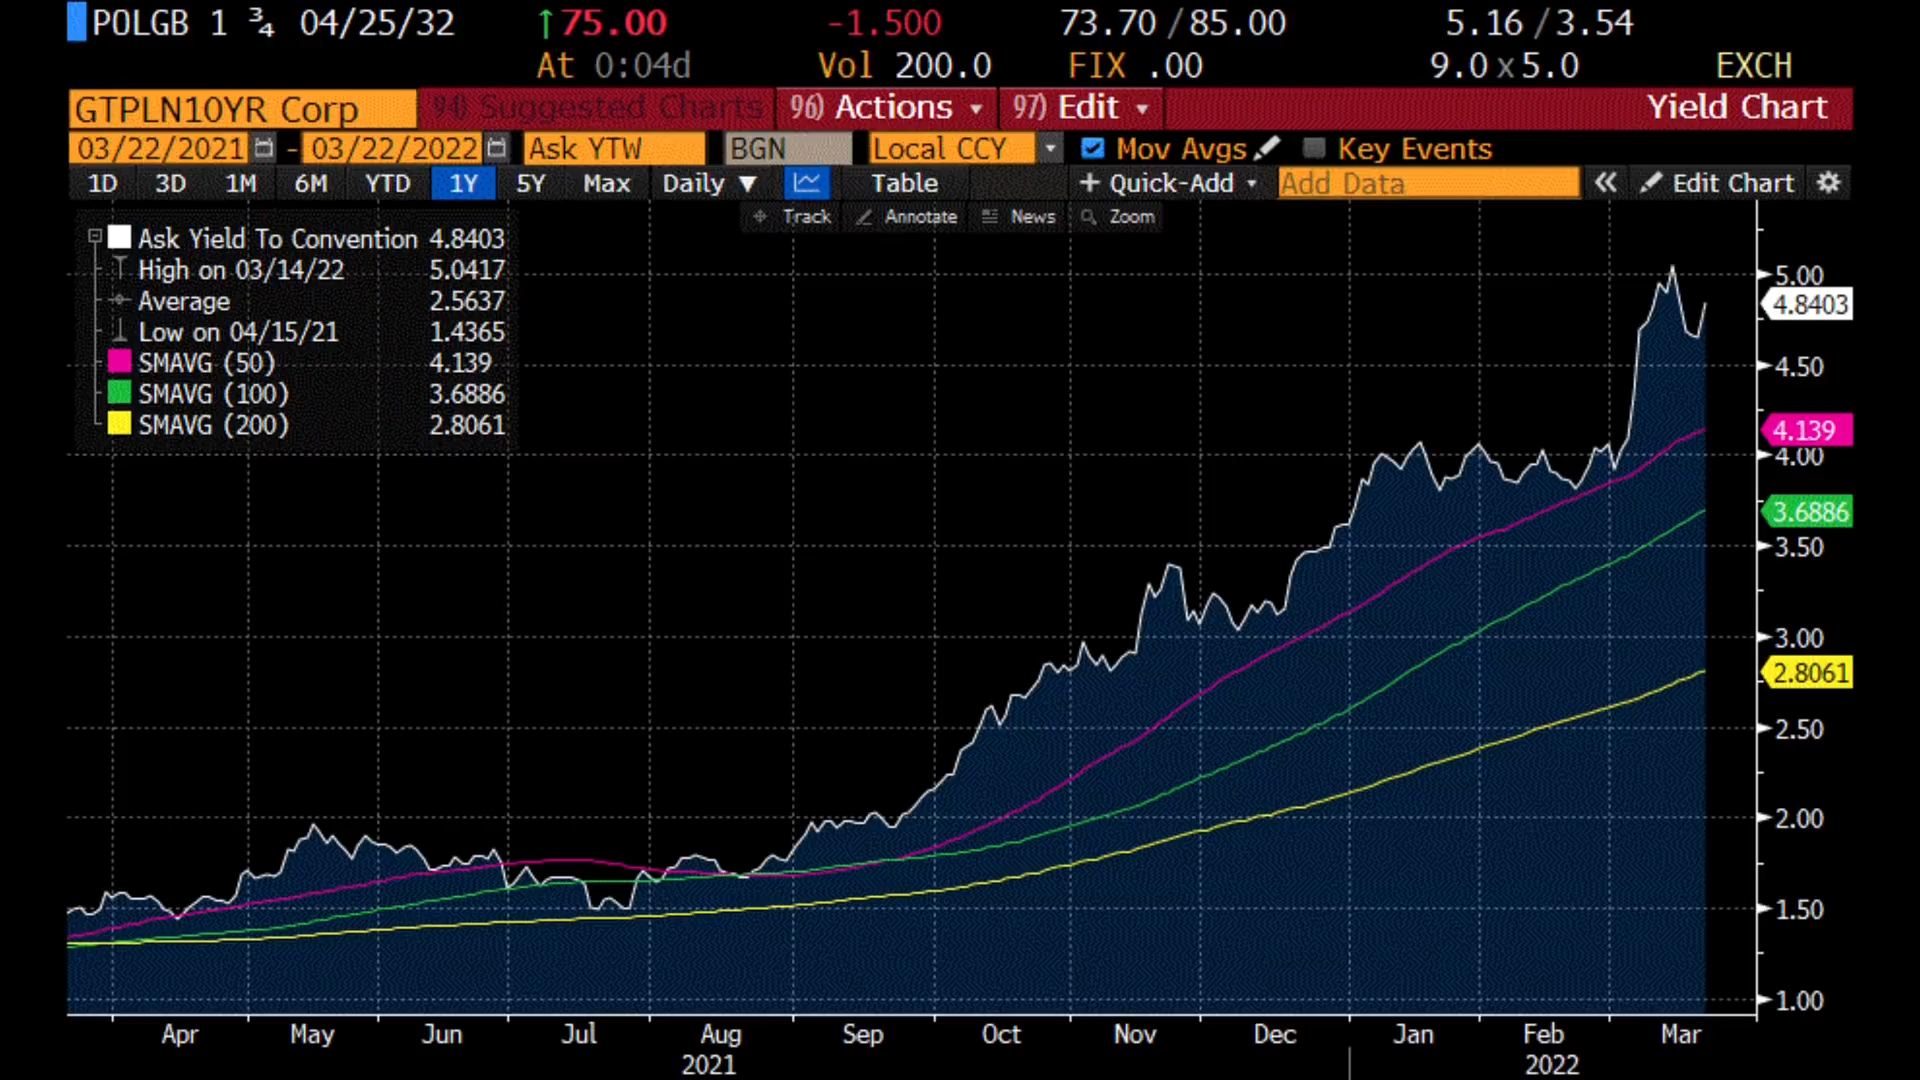 POLGB 1 ¾ 04/25/32 ↑75.00 -1.500 73.70/85.00 5.16/3.54
At 0:04d Vol 200.0 FIX .00 9.0x5.0 EXCH
GTPLN10YR Corp 94) Suggested Charts 96) Actions 97) Edit Yield Chart
03/22/2021 - 03/22/2022 Ask YTW BGN Local CCY Mov Avgs Key Events
1D 3D 1M 6M YTD 1Y 5Y Max Daily ▼ Table + Quick-Add Add Data « Edit Chart
Track Annotate News Zoom
Ask Yield To Convention 4.8403
High on 03/14/22 5.0417
Average 2.5637
Low on 04/15/21 1.4365
SMAVG (50) 4.139
SMAVG (100) 3.6886
SMAVG (200) 2.8061
5.00
4.8403
4.50
4.139
4.00
3.6886
3.50
3.00
2.8061
2.50
2.00
1.50
1.00
Apr May Jun Jul Aug Sep Oct Nov Dec Jan Feb Mar
2021 2022